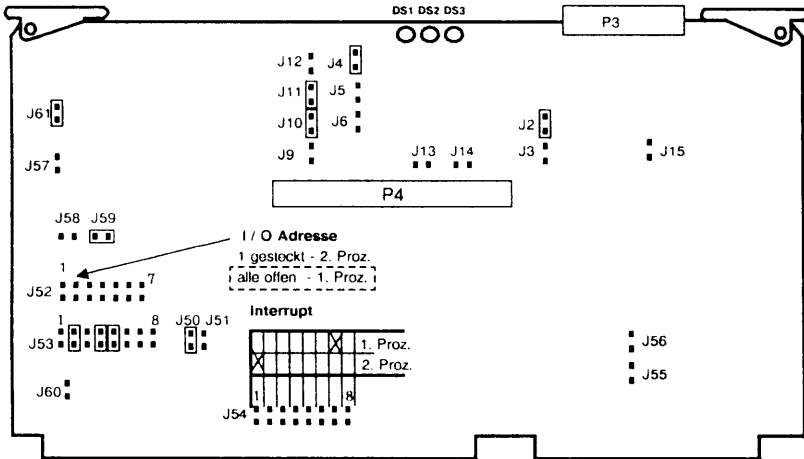 DS1 DS2 DS3
P3
J12
J4
J11
J5
J61
J10
J6
J2
J57
J9
J13
J14
J3
J15
P4
J58
J59
I / O Adresse
1
7
1 gesteckt - 2. Proz.
J52
alle offen - 1. Proz.
Interrupt
1
8
J50
J51
J53
1. Proz.
2. Proz.
J56
J55
J60
1
8
J54